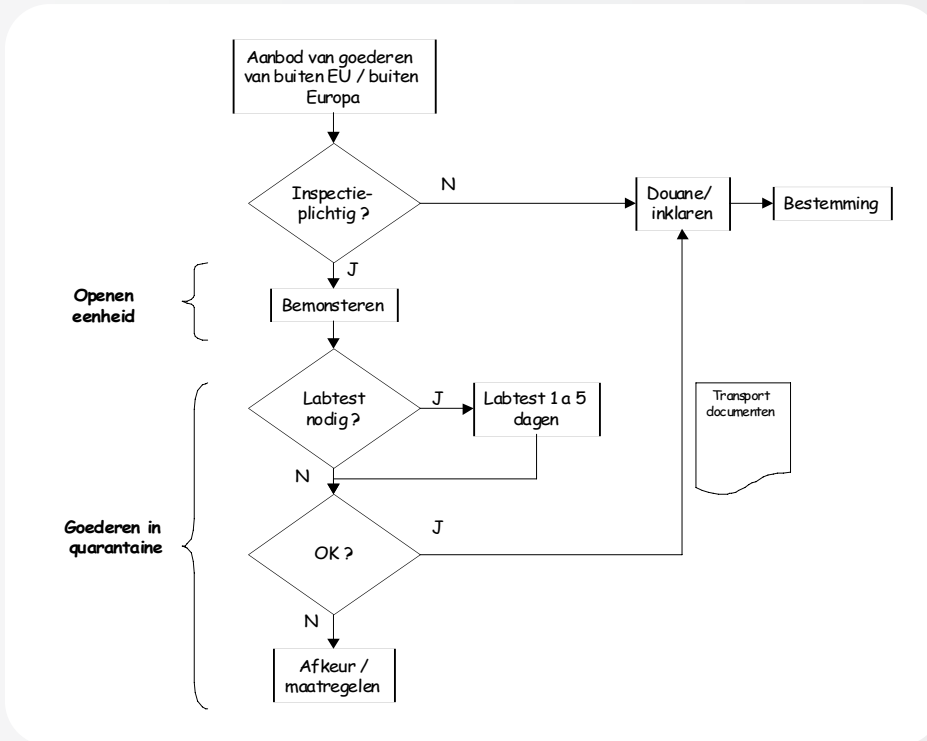 Aanbod van goederen
van buiten EU / buiten
Europa
Inspectie-
plichtig ?
N
Douane/
inklaren
Bestemming
J
Openen
eenheid
Bemonsteren
Labtest
nodig ?
J
Labtest 1 a 5
dagen
Transport
documenten
N
Goederen in
quarantaine
OK ?
J
N
Afkeur /
maatregelen